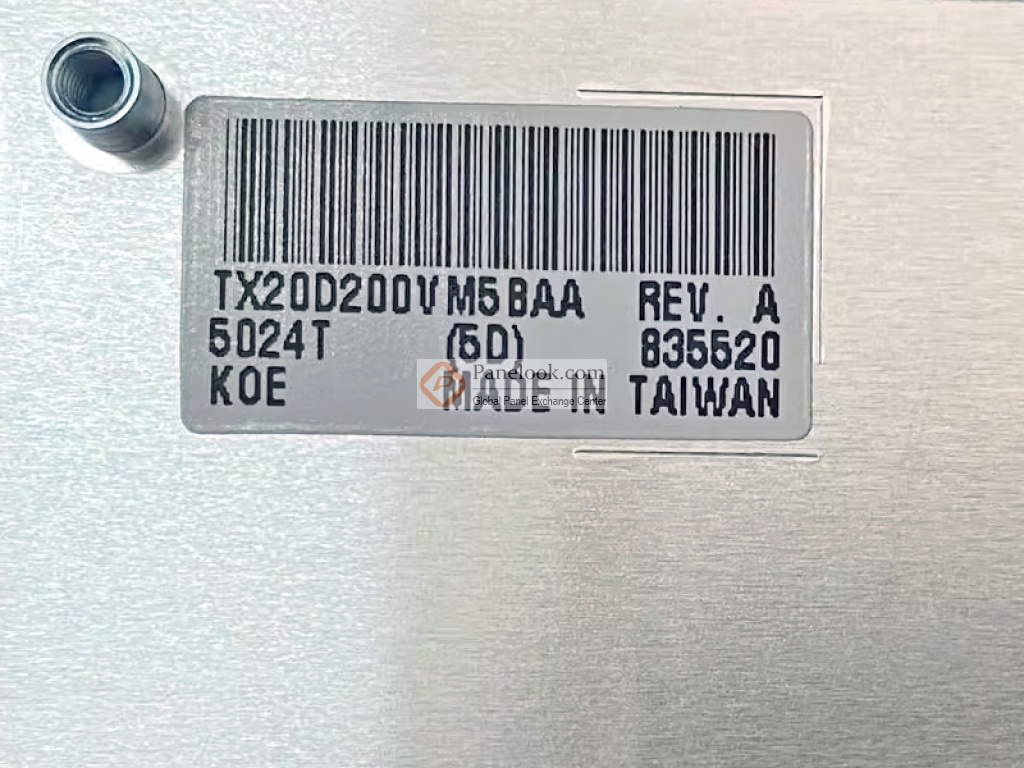 TX20D200VM5BAA REV. A
5024T (5D) 835520
KOE MADE IN TAIWAN
Panelook.com
Global Panel Exchange Center